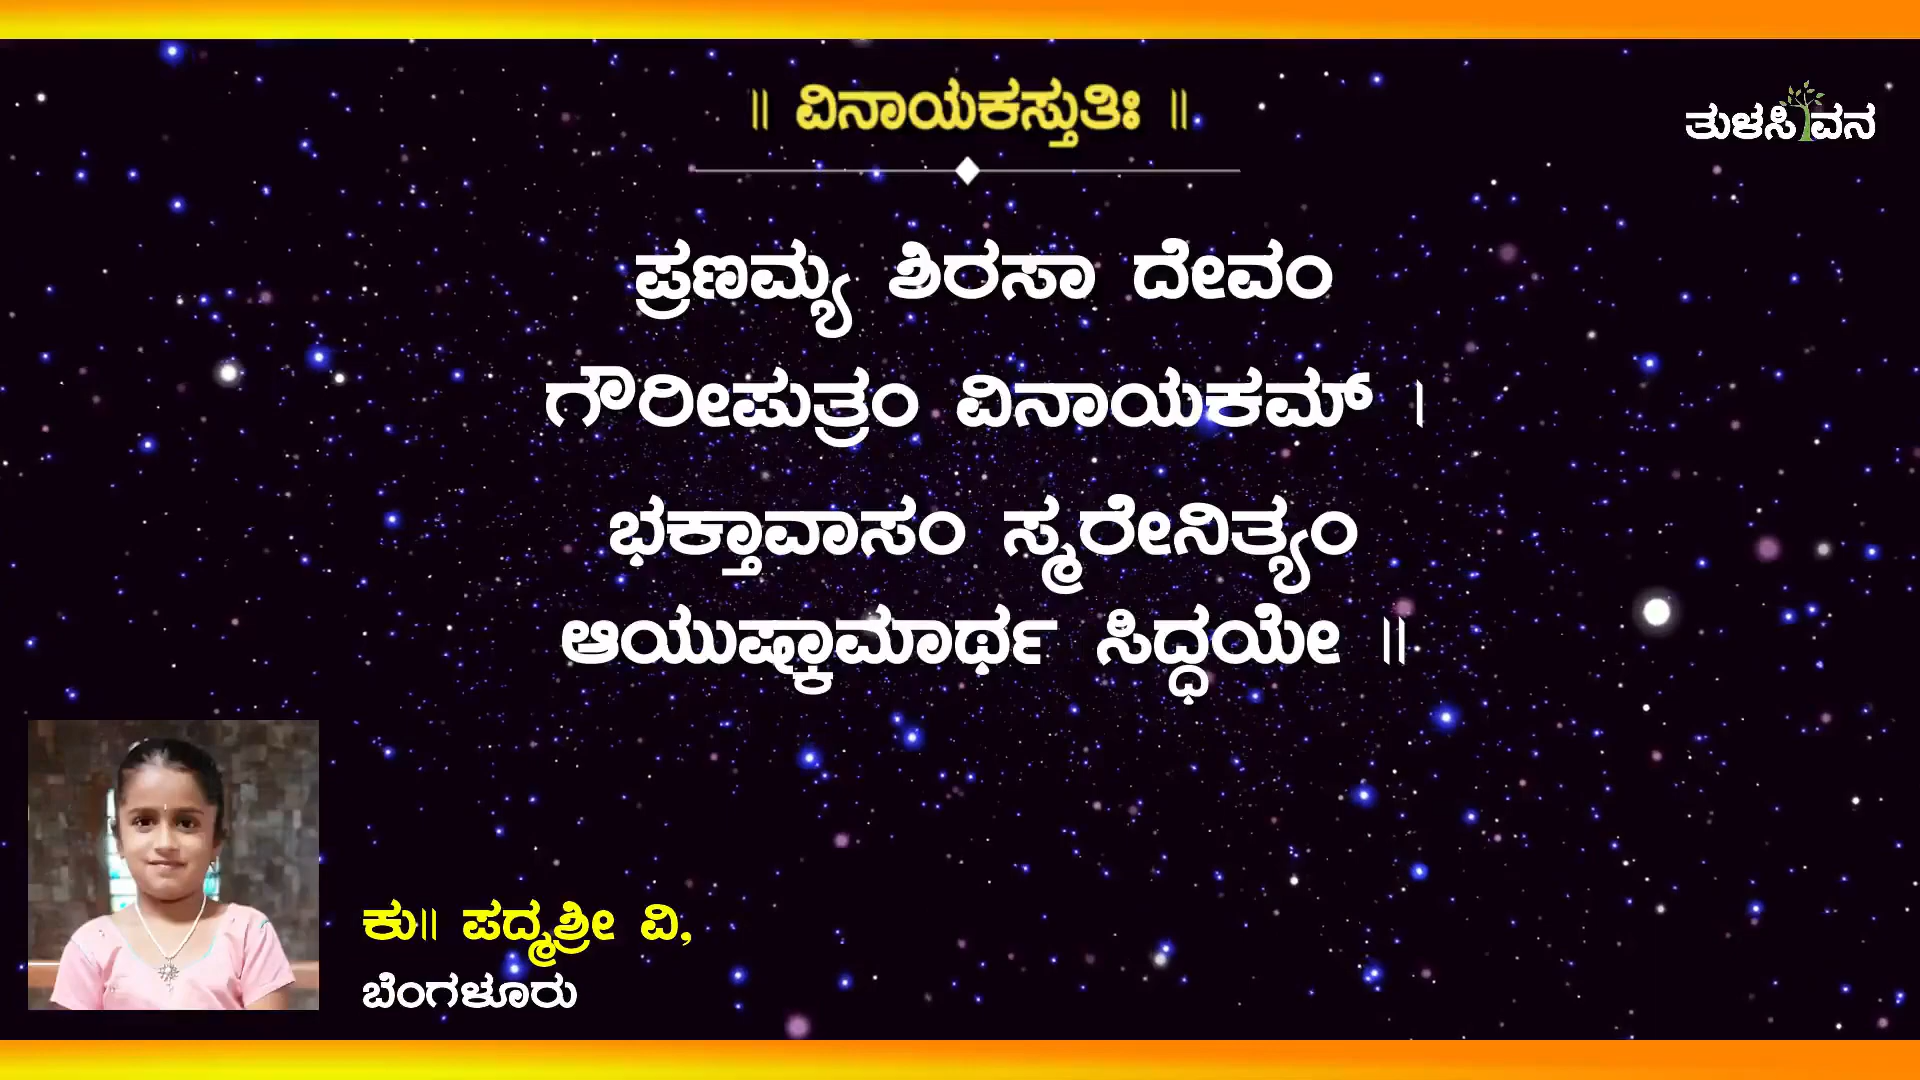 ॥ ವಿನಾಯಕಸ್ತುತಿಃ ॥
ತುಳಸಿವನ
ಪ್ರಣಮ್ಯ ಶಿರಸಾ ದೇವಂ
ಗೌರೀಪುತ್ರಂ ವಿನಾಯಕಮ್ ।
ಭಕ್ತಾವಾಸಂ ಸ್ಮರೇನಿತ್ಯಂ
ಆಯುಷ್ಕಾಮಾರ್ಥ ಸಿದ್ಧಯೇ ॥
ಕು॥ ಪದ್ಮಶ್ರೀ ವಿ,
ಬೆಂಗಳೂರು